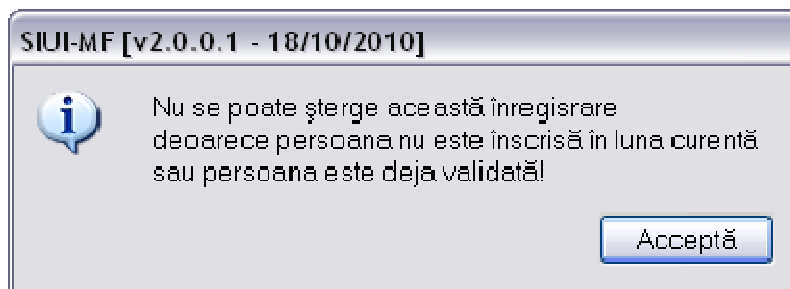 SIUI-MF [v2.0.0.1 - 18/10/2010]
Nu se poate şterge această înregisrare
deoarece persoana nu este înscrisă în luna curentă
sau persoana este deja validată!
Acceptă